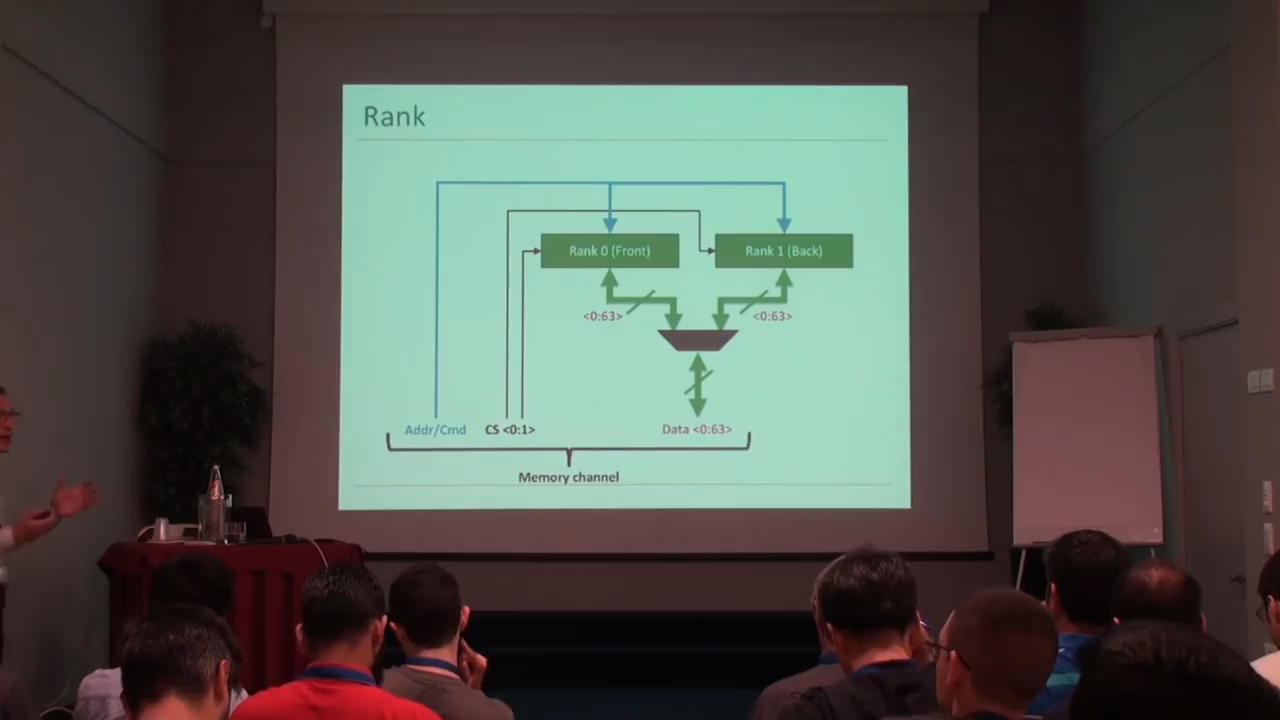 Rank
Rank 0 (Front)
Rank 1 (Back)
<0:63>
<0:63>
Addr/Cmd
CS <0:1>
Data <0:63>
Memory channel